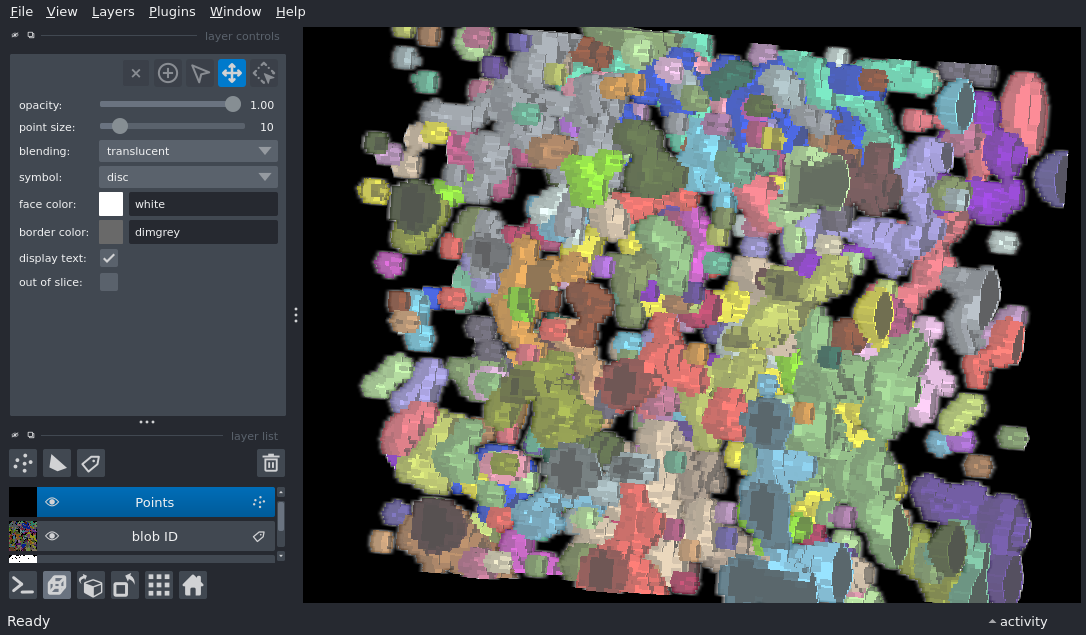 File View Layers Plugins Window Help
layer controls
opacity: 1.00
point size: 10
blending: translucent
symbol: disc
face color: white
border color: dimgrey
display text:
out of slice:
layer list
Points
blob ID
Ready
activity